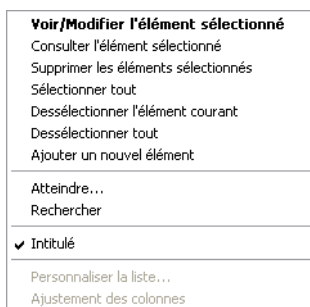 Voir/Modifier l'élément sélectionné
Consulter l'élément sélectionné
Supprimer les éléments sélectionnés
Sélectionner tout
Dessélectionner l'élément courant
Dessélectionner tout
Ajouter un nouvel élément
Atteindre...
Rechercher
Intitulé
Personnaliser la liste...
Ajustement des colonnes